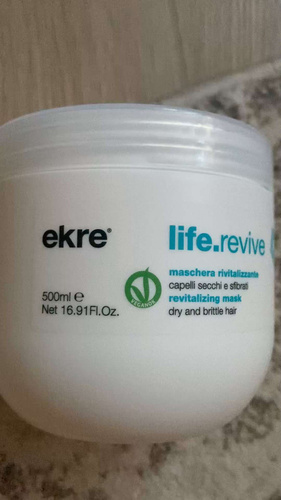 ekre®
life.revive
maschera rivitalizzante
capelli secchi e sfibrati
500ml ℮
VEGANOK
revitalizing mask
Net 16.91Fl.Oz.
dry and brittle hair